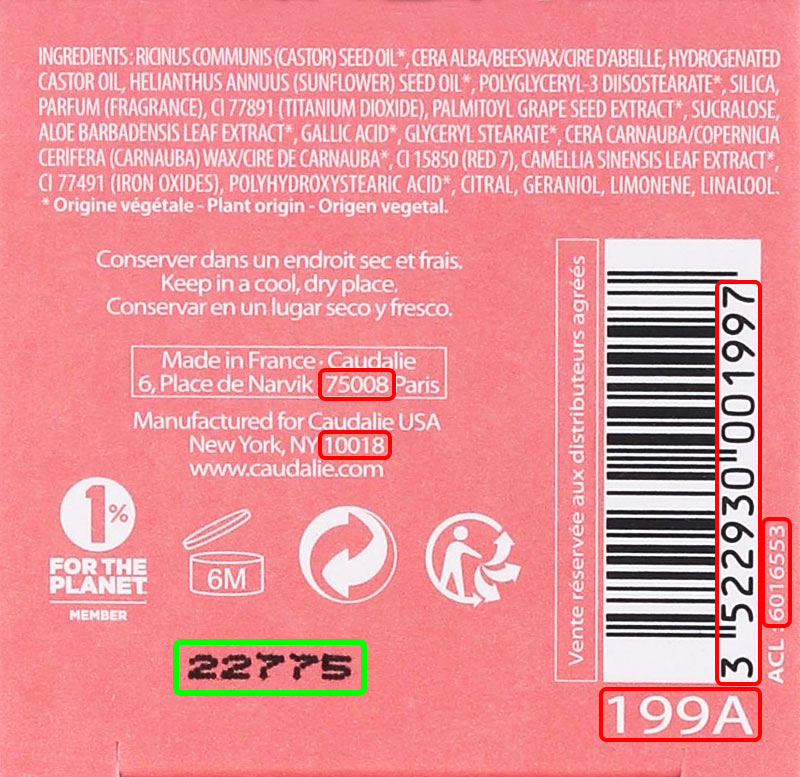 INGREDIENTS : RICINUS COMMUNIS (CASTOR) SEED OIL*, CERA ALBA/BEESWAX/CIRE D'ABEILLE, HYDROGENATED
CASTOR OIL, HELIANTHUS ANNUUS (SUNFLOWER) SEED OIL*, POLYGLYCERYL-3 DIISOSTEARATE*, SILICA,
PARFUM (FRAGRANCE), CI 77891 (TITANIUM DIOXIDE), PALMITOYL GRAPE SEED EXTRACT*, SUCRALOSE,
ALOE BARBADENSIS LEAF EXTRACT*, GALLIC ACID*, GLYCERYL STEARATE*, CERA CARNAUBA/COPERNICIA
CERIFERA (CARNAUBA) WAX/CIRE DE CARNAUBA*, CI 15850 (RED 7), CAMELLIA SINENSIS LEAF EXTRACT*,
CI 77491 (IRON OXIDES), POLYHYDROXYSTEARIC ACID*, CITRAL, GERANIOL, LIMONENE, LINALOOL.
* Origine végétale - Plant origin - Origen vegetal.
Conserver dans un endroit sec et frais.
Keep in a cool, dry place.
Conservar en un lugar seco y fresco.
Made in France · Caudalie
6, Place de Narvik 75008 Paris
Manufactured for Caudalie USA
New York, NY 10018
www.caudalie.com
1%
FOR THE
PLANET
MEMBER
6M
22775
Vente réservée aux distributeurs agréés
3 522930 001997
ACL : 6016553
199A